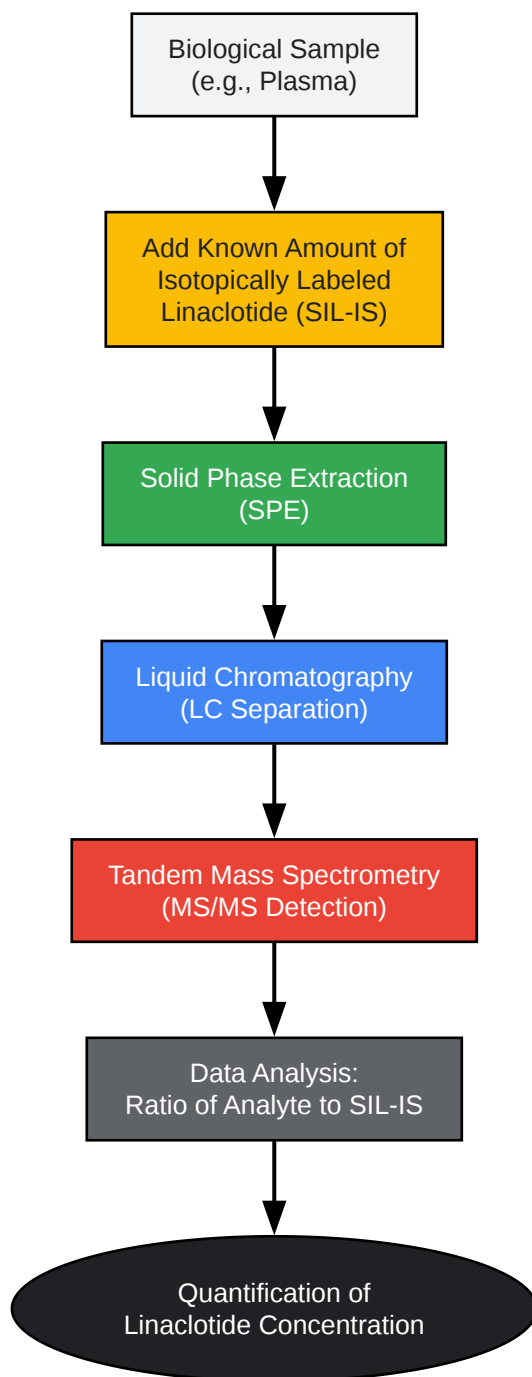 Biological Sample
(e.g., Plasma)
Add Known Amount of
Isotopically Labeled
Linaclotide (SIL-IS)
Solid Phase Extraction
(SPE)
Liquid Chromatography
(LC Separation)
Tandem Mass Spectrometry
(MS/MS Detection)
Data Analysis:
Ratio of Analyte to SIL-IS
Quantification of
Linaclotide Concentration